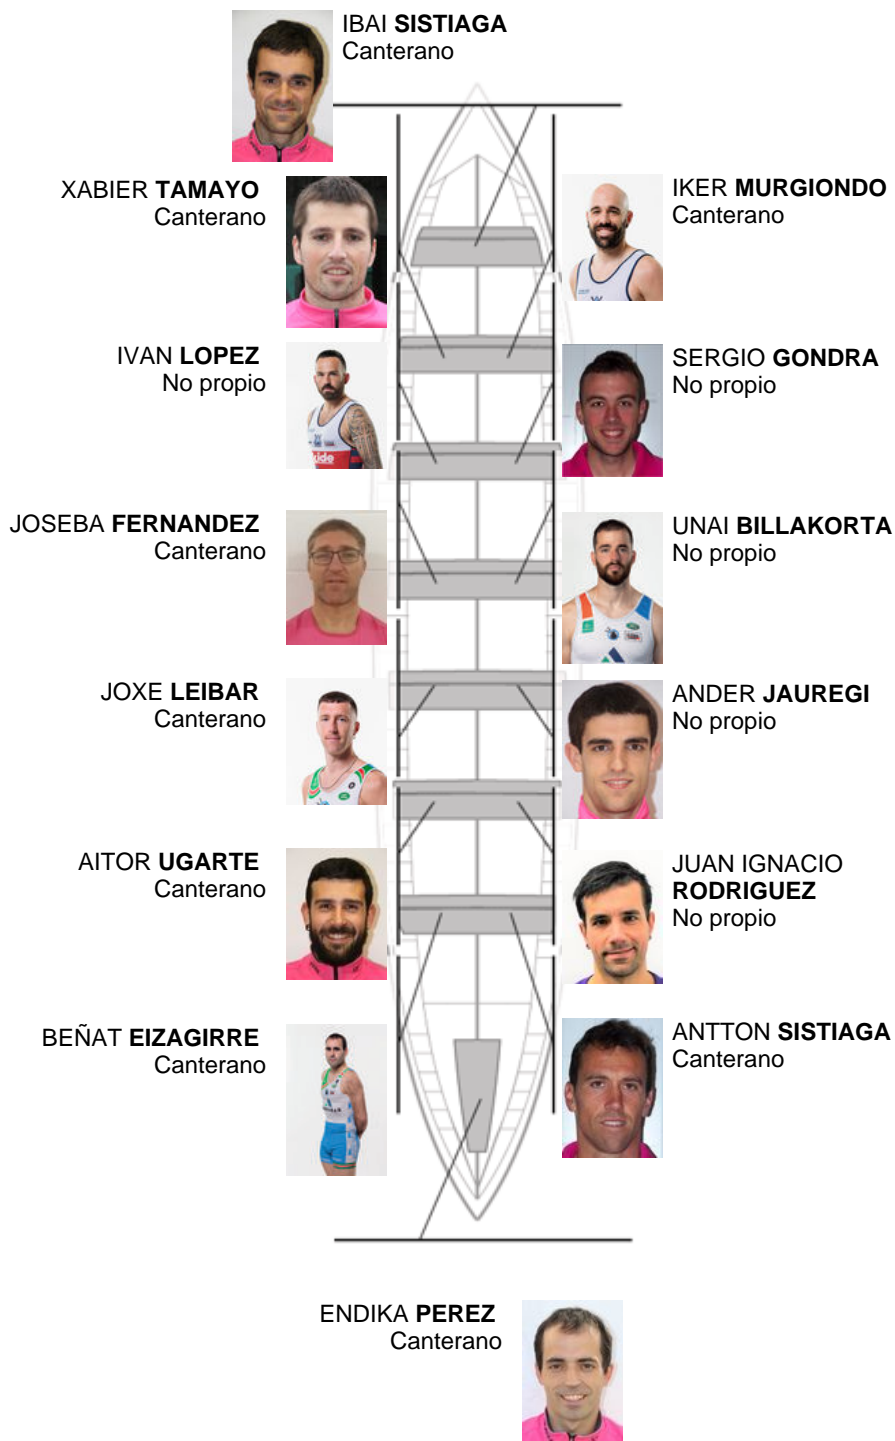 IBAI SISTIAGA
Canterano
XABIER TAMAYO
Canterano
IKER MURGIONDO
Canterano
IVAN LOPEZ
No propio
SERGIO GONDRA
No propio
JOSEBA FERNANDEZ
Canterano
UNAI BILLAKORTA
No propio
JOXE LEIBAR
Canterano
ANDER JAUREGI
No propio
AITOR UGARTE
Canterano
JUAN IGNACIO
RODRIGUEZ
No propio
BEÑAT EIZAGIRRE
Canterano
ANTTON SISTIAGA
Canterano
ENDIKA PEREZ
Canterano